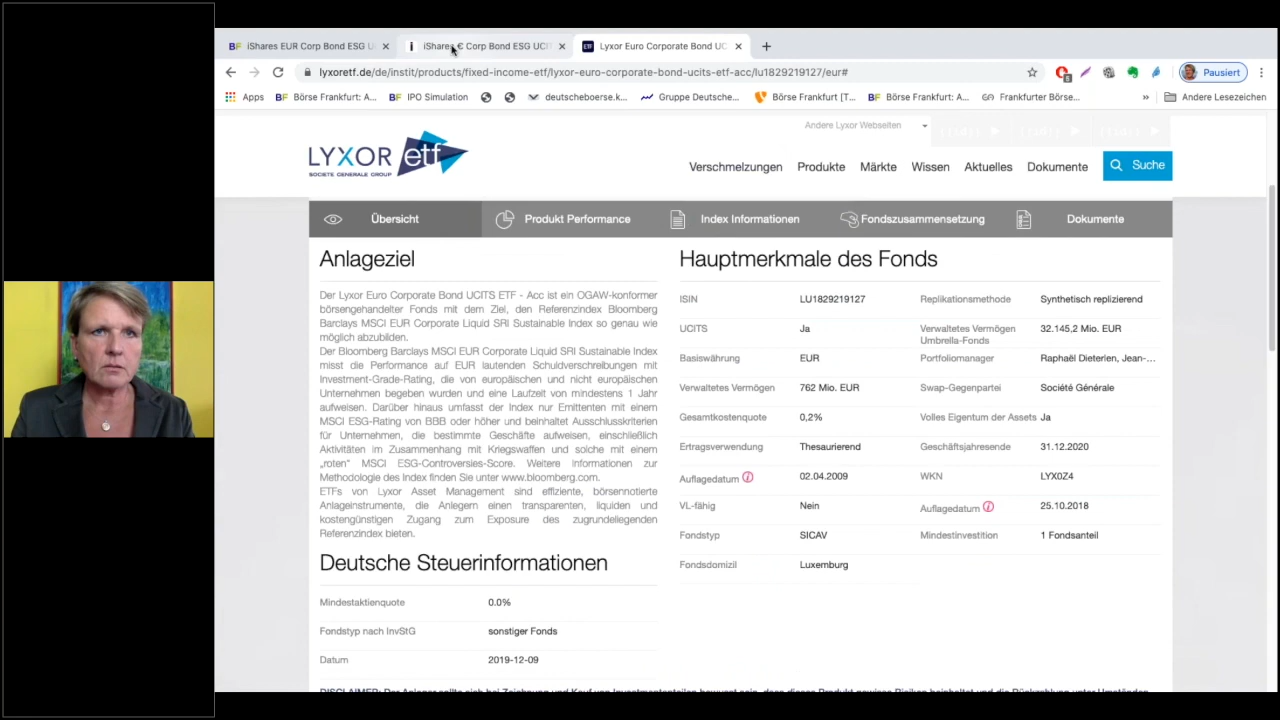 iShares EUR Corp Bond ESG U
iShares € Corp Bond ESG UCIT
Lyxor Euro Corporate Bond UC
lyxoretf.de/de/instit/products/fixed-income-etf/lyxor-euro-corporate-bond-ucits-etf-acc/lu1829219127/eur#
Pausiert
Apps
Börse Frankfurt: A...
IPO Simulation
deutscheboerse.k...
Gruppe Deutsche...
Börse Frankfurt [T...
Börse Frankfurt: A...
Frankfurter Börse...
»
Andere Lesezeichen
Andere Lyxor Webseiten
LYXOR etf
SOCIETE GENERALE GROUP
Verschmelzungen
Produkte
Märkte
Wissen
Aktuelles
Dokumente
Suche
Übersicht
Produkt Performance
Index Informationen
Fondszusammensetzung
Dokumente
Anlageziel
Der Lyxor Euro Corporate Bond UCITS ETF - Acc ist ein OGAW-konformer
börsengehandelter Fonds mit dem Ziel, den Referenzindex Bloomberg
Barclays MSCI EUR Corporate Liquid SRI Sustainable Index so genau wie
möglich abzubilden.
Der Bloomberg Barclays MSCI EUR Corporate Liquid SRI Sustainable Index
misst die Performance auf EUR lautenden Schuldverschreibungen mit
Investment-Grade-Rating, die von europäischen und nicht europäischen
Unternehmen begeben wurden und eine Laufzeit von mindestens 1 Jahr
aufweisen. Darüber hinaus umfasst der Index nur Emittenten mit einem
MSCI ESG-Rating von BBB oder höher und beinhaltet Ausschlusskriterien
für Unternehmen, die bestimmte Geschäfte aufweisen, einschließlich
Aktivitäten im Zusammenhang mit Kriegswaffen und solche mit einem
„roten" MSCI ESG-Controversies-Score. Weitere Informationen zur
Methodologie des Index finden Sie unter www.bloomberg.com.
ETFs von Lyxor Asset Management sind effiziente, börsennotierte
Anlageinstrumente, die Anlegern einen transparenten, liquiden und
kostengünstigen Zugang zum Exposure des zugrundeliegenden
Referenzindex bieten.
Deutsche Steuerinformationen
Mindestaktienquote 0.0%
Fondstyp nach InvStG sonstiger Fonds
Datum 2019-12-09
Hauptmerkmale des Fonds
ISIN LU1829219127 Replikationsmethode Synthetisch replizierend
UCITS Ja Verwaltetes Vermögen 32.145,2 Mio. EUR
Umbrella-Fonds
Basiswährung EUR Portfoliomanager Raphaël Dieterlen, Jean-...
Verwaltetes Vermögen 762 Mio. EUR Swap-Gegenpartei Société Générale
Gesamtkostenquote 0,2% Volles Eigentum der Assets Ja
Ertragsverwendung Thesaurierend Geschäftsjahresende 31.12.2020
Auflagedatum 02.04.2009 WKN LYX0Z4
VL-fähig Nein Auflagedatum 25.10.2018
Fondstyp SICAV Mindestinvestition 1 Fondsanteil
Fondsdomizil Luxemburg